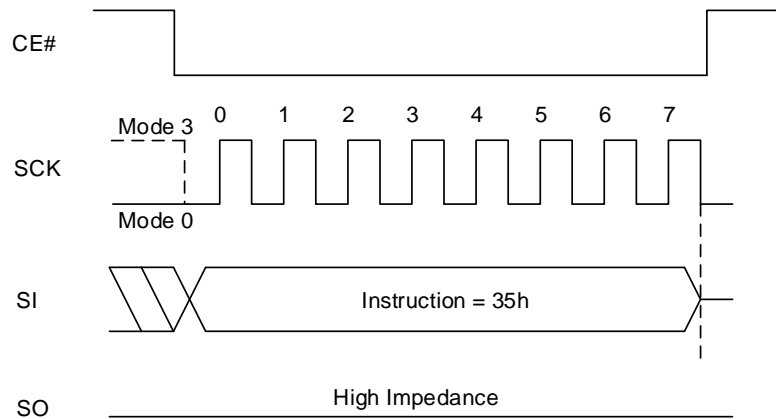 CE#
0 1 2 3 4 5 6 7
Mode 3
SCK
Mode 0
SI
Instruction = 35h
High Impedance
SO